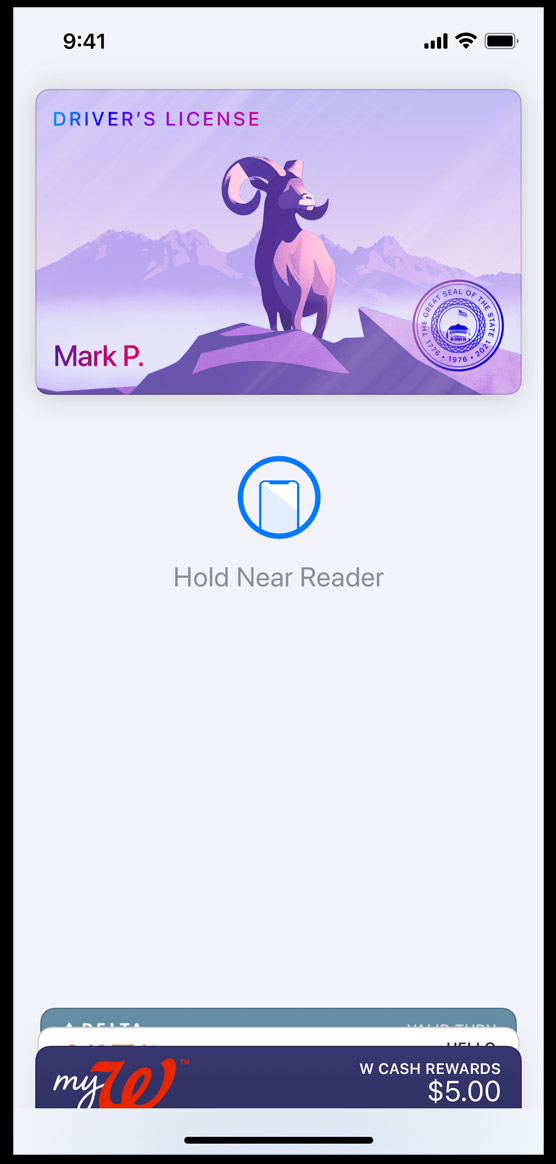 9:41
DRIVER’S LICENSE
Mark P.
THE GREAT SEAL OF THE STATE
1776 • 1976 • 2021
Hold Near Reader
DELTA
VALID THRU
HELLO
myW™
W CASH REWARDS
$5.00